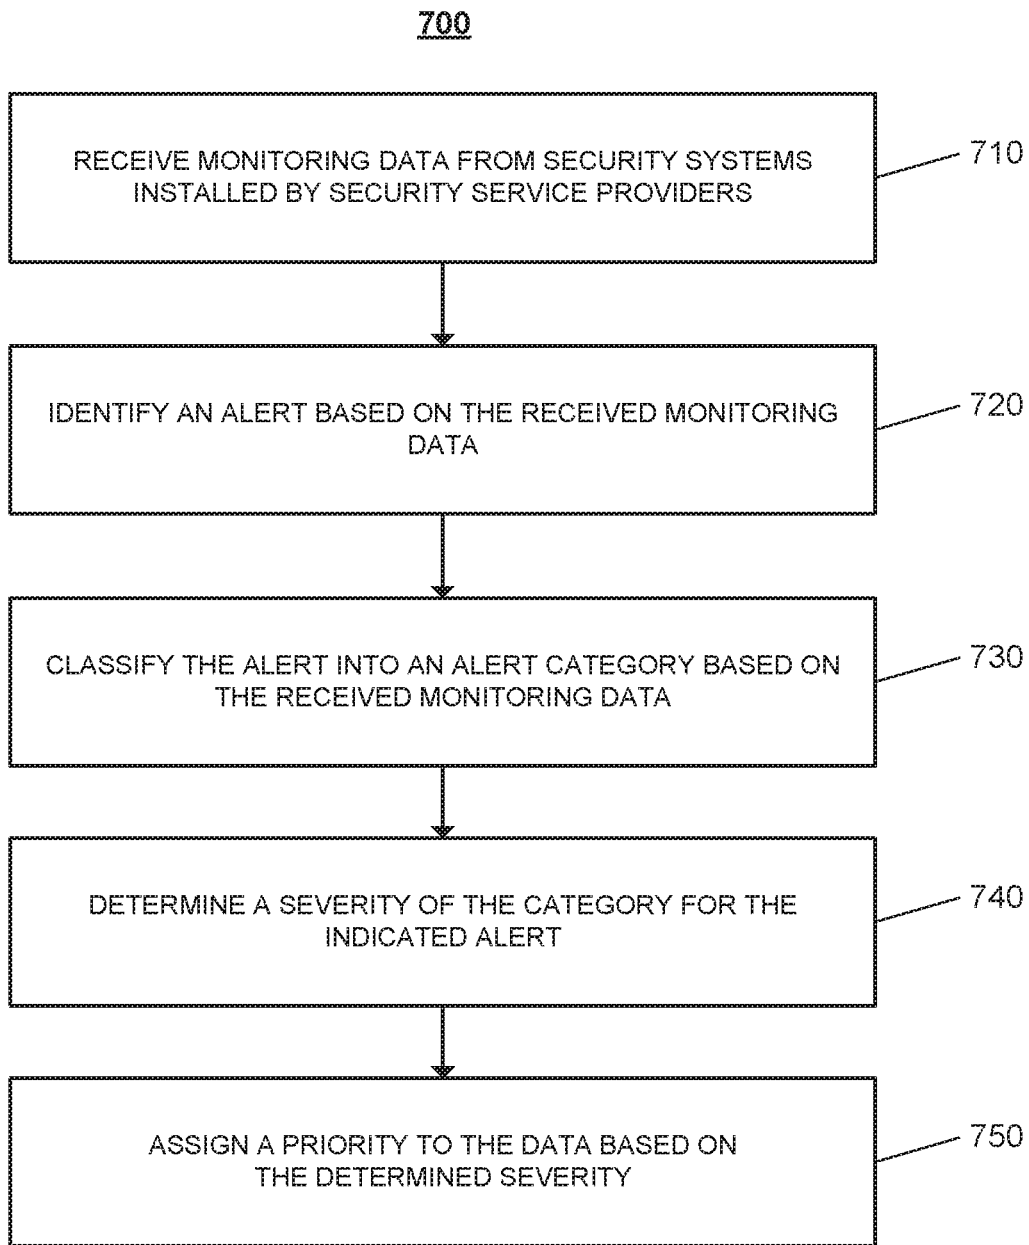 700
RECEIVE MONITORING DATA FROM SECURITY SYSTEMS
INSTALLED BY SECURITY SERVICE PROVIDERS
710
IDENTIFY AN ALERT BASED ON THE RECEIVED MONITORING
DATA
720
CLASSIFY THE ALERT INTO AN ALERT CATEGORY BASED ON
THE RECEIVED MONITORING DATA
730
DETERMINE A SEVERITY OF THE CATEGORY FOR THE
INDICATED ALERT
740
ASSIGN A PRIORITY TO THE DATA BASED ON
THE DETERMINED SEVERITY
750